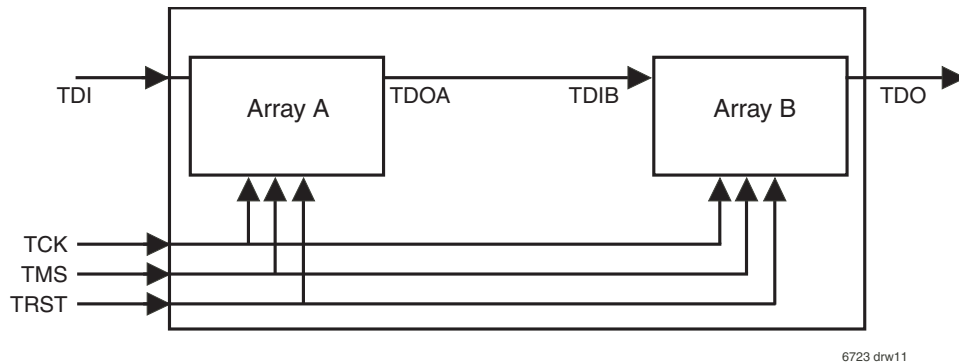 TDI
Array A
TDOA
TDIB
Array B
TDO
TCK
TMS
TRST
6723 drw11